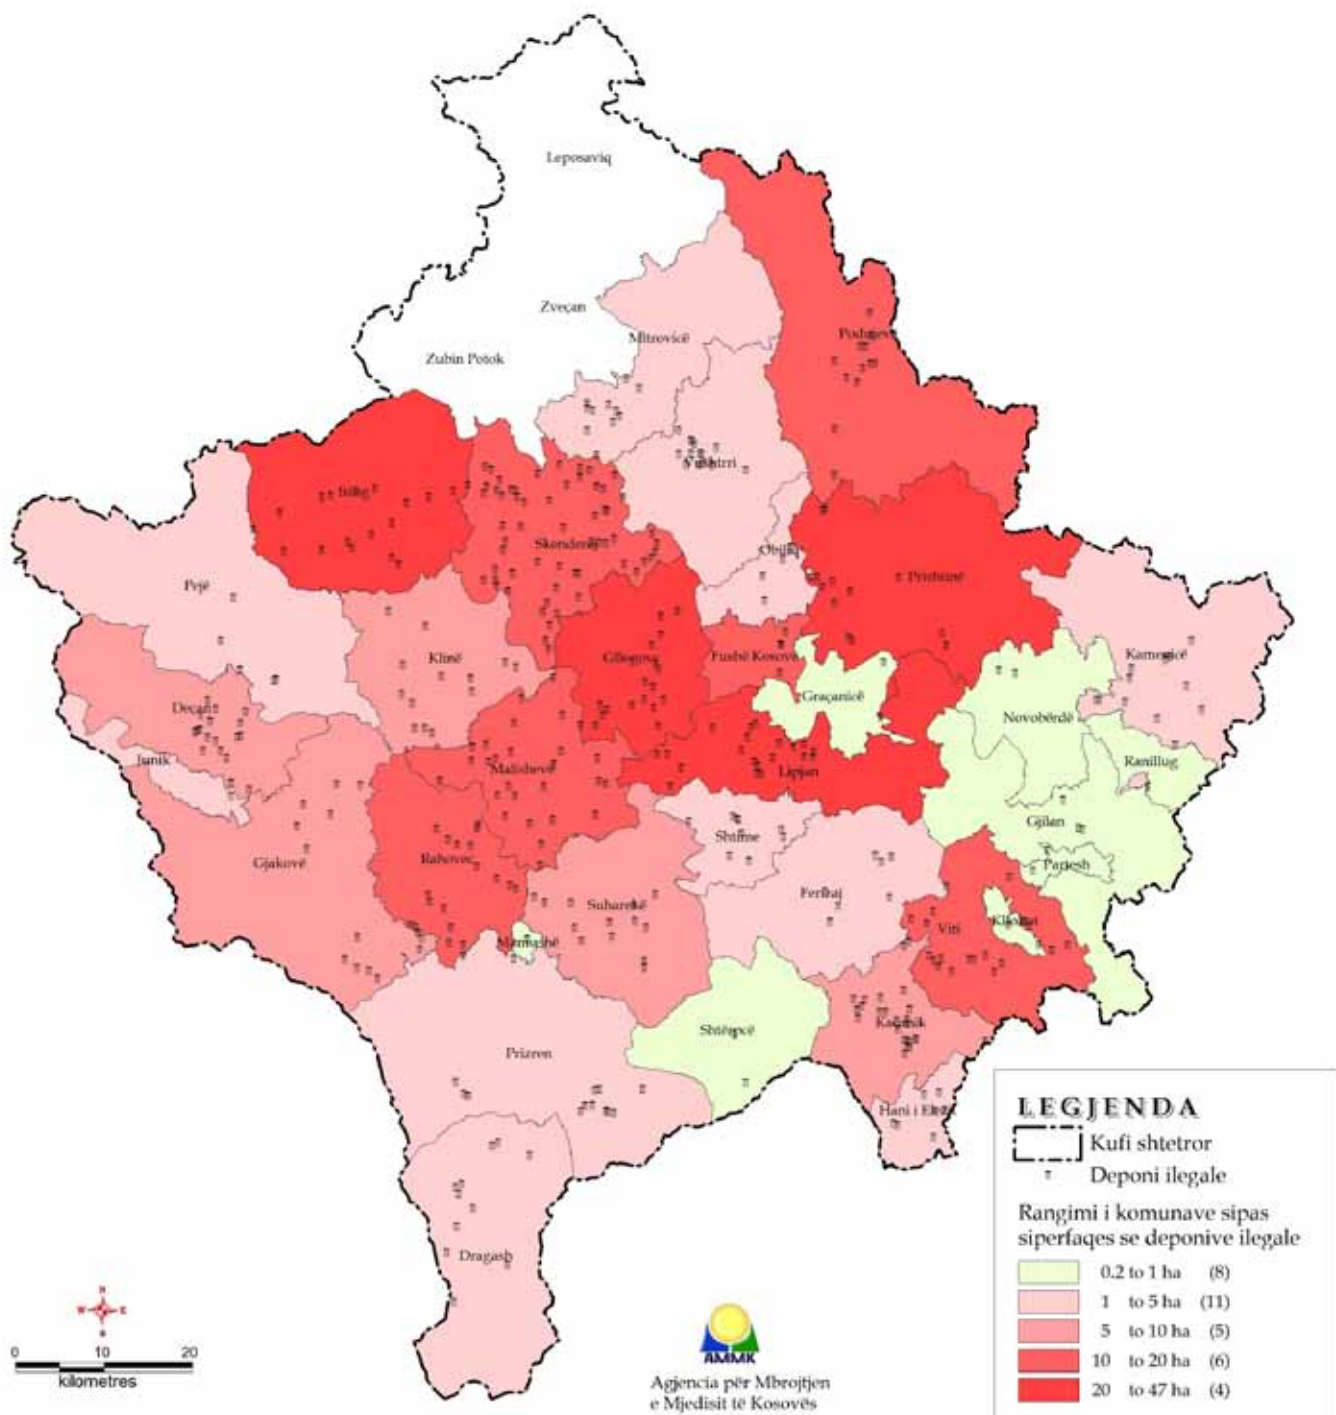 Leposaviq
Zveçan
Mitrovicë
Zubin Potok
Podujevë
Vushtrri
Istog
Skenderaj
Obiliq
Prishtinë
Pejë
Klinë
Gllogovc
Fushë Kosovë
Kamenicë
Graçanicë
Deçan
Novobërdë
Junik
Malishevë
Lipjan
Ranillug
Gjilan
Shtime
Gjakovë
Rahovec
Partesh
Ferizaj
Suharekë
Viti
Kllokot
Mamushë
Kaçanik
Shtërpcë
Prizren
Hani i Elezit
Dragash
LEGJENDA
Kufi shtetror
Deponi ilegale
Rangimi i komunave sipas
siperfaqes se deponive ilegale
0.2 to 1 ha (8)
1 to 5 ha (11)
5 to 10 ha (5)
10 to 20 ha (6)
20 to 47 ha (4)
N
W E
S
0 10 20
kilometres
AMMK
Agjencia për Mbrojtjen
e Mjedisit të Kosovës